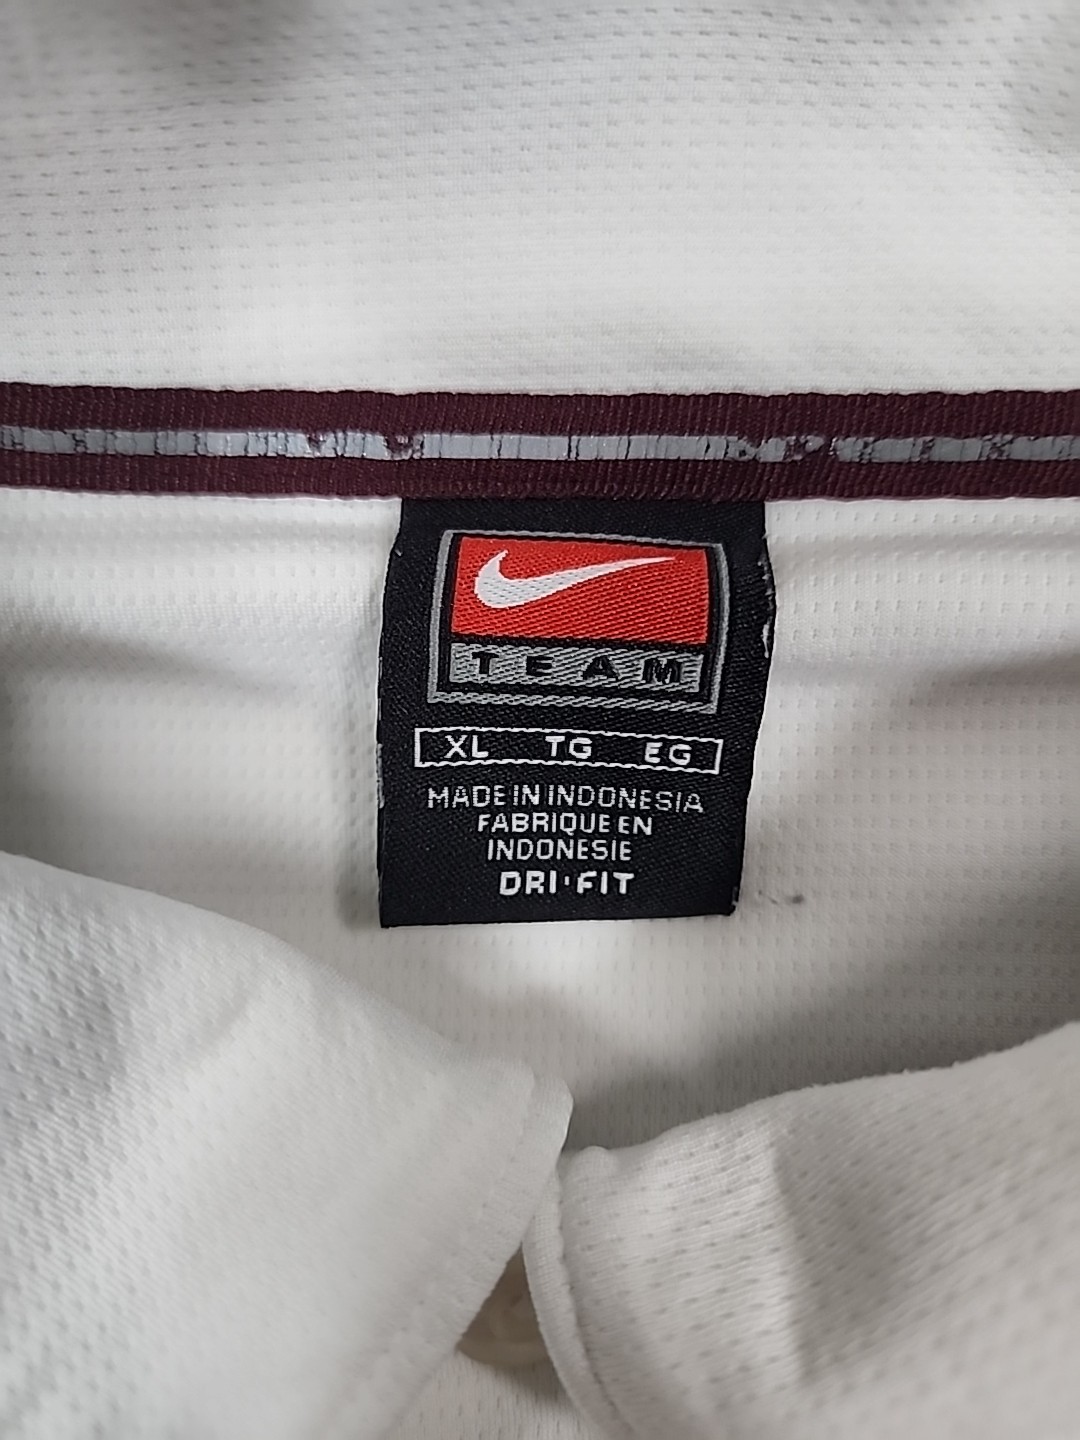 TEAM
XL TG EG
MADE IN INDONESIA
FABRIQUE EN
INDONESIE
DRI·FIT